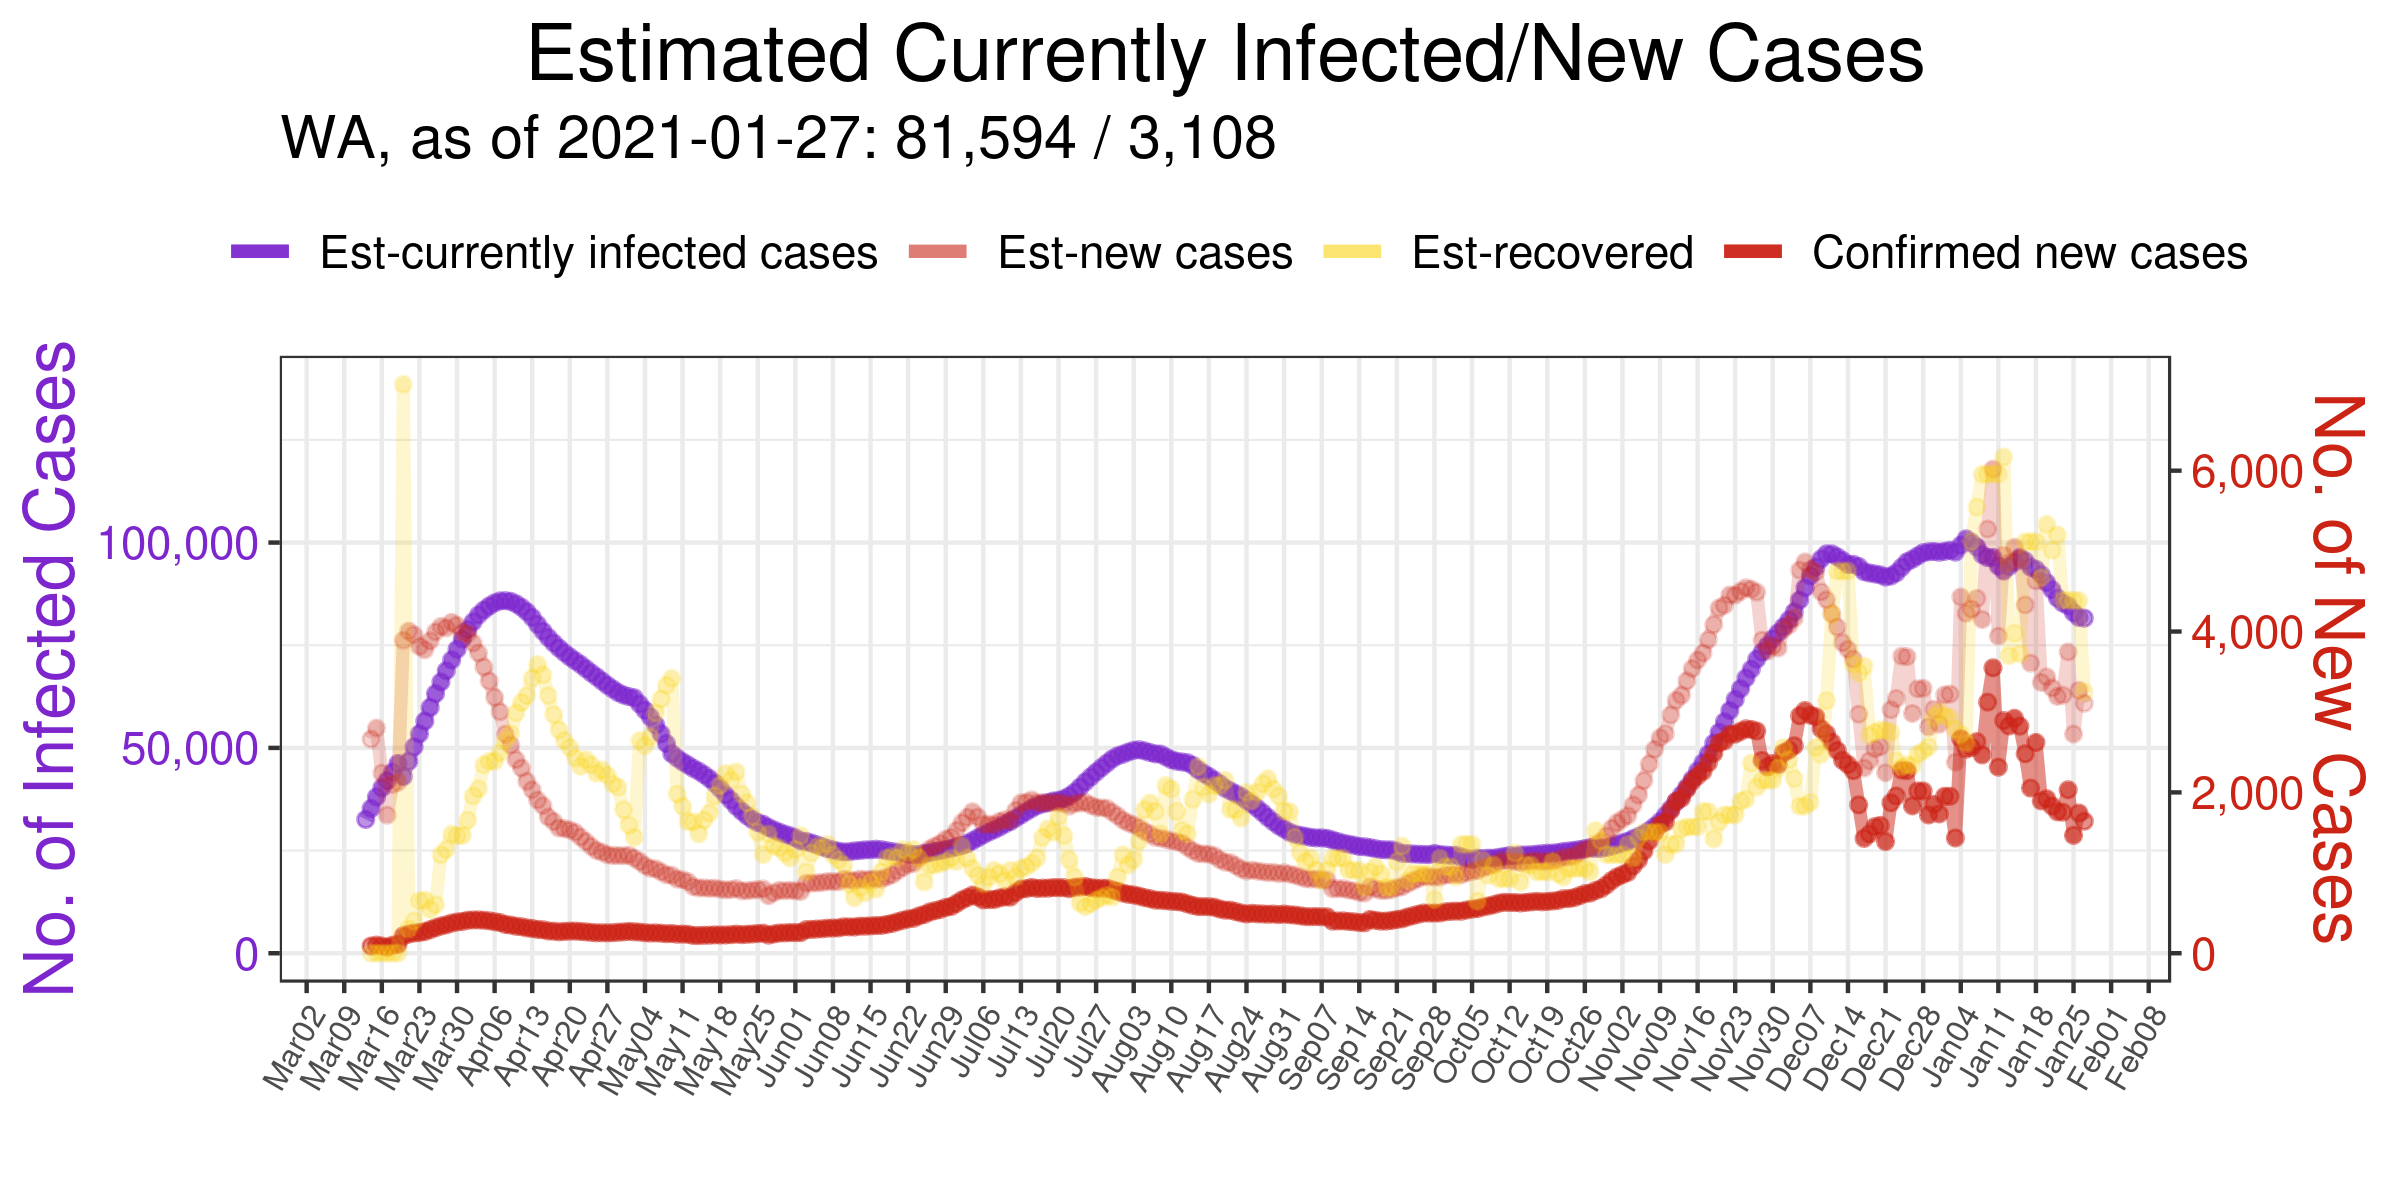 Estimated Currently Infected/New Cases
WA, as of 2021-01-27: 81,594 / 3,108
Est-currently infected cases Est-new cases Est-recovered Confirmed new cases
No. of Infected Cases
100,000
50,000
0
6,000
4,000
2,000
0
No. of New Cases
Mar02 Mar09 Mar16 Mar23 Mar30 Apr06 Apr13 Apr20 Apr27 May04 May11 May18 May25 Jun01 Jun08 Jun15 Jun22 Jun29 Jul06 Jul13 Jul20 Jul27 Aug03 Aug10 Aug17 Aug24 Aug31 Sep07 Sep14 Sep21 Sep28 Oct05 Oct12 Oct19 Oct26 Nov02 Nov09 Nov16 Nov23 Nov30 Dec07 Dec14 Dec21 Dec28 Jan04 Jan11 Jan18 Jan25 Feb01 Feb08